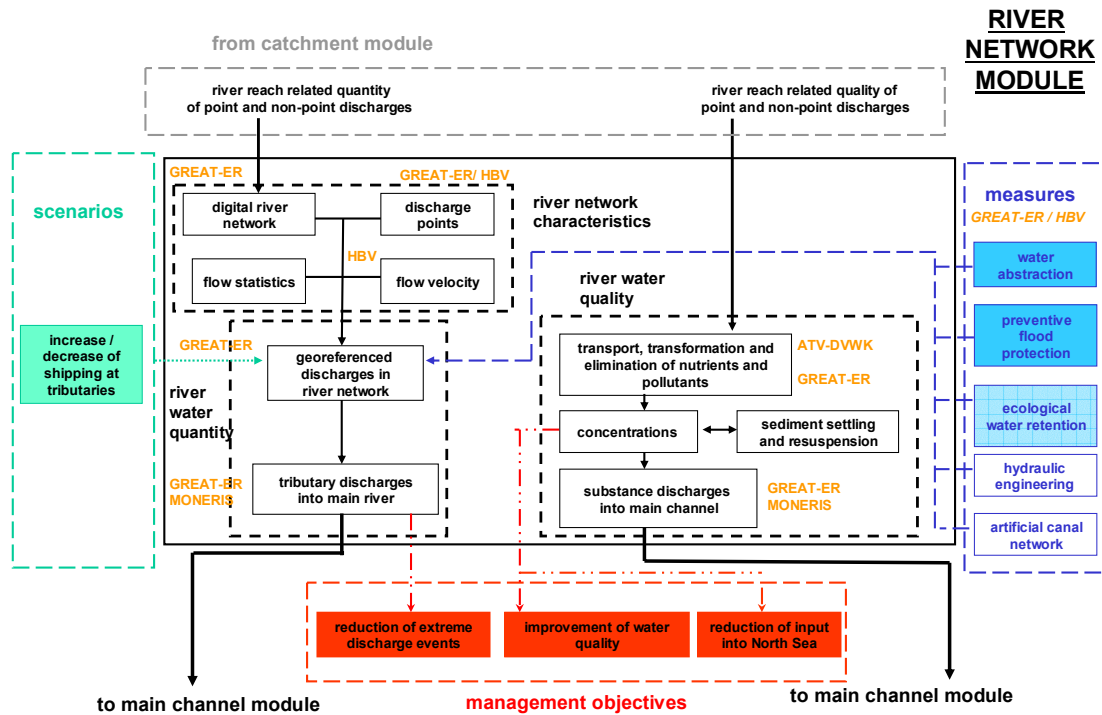 RIVER
NETWORK
MODULE
from catchment module
river reach related quantity
of point and non-point discharges
river reach related quality of
point and non-point discharges
scenarios
increase /
decrease of
shipping at
tributaries
GREAT-ER
GREAT-ER/ HBV
digital river
network
discharge
points
river network
characteristics
HBV
flow statistics
flow velocity
river water
quality
GREAT-ER
georeferenced
discharges in
river network
river
water
quantity
GREAT-ER
MONERIS
tributary discharges
into main river
transport, transformation and
elimination of nutrients and
pollutants
ATV-DVWK
GREAT-ER
concentrations
sediment settling
and resuspension
substance discharges
into main channel
GREAT-ER
MONERIS
measures
GREAT-ER / HBV
water
abstraction
preventive
flood
protection
ecological
water retention
hydraulic
engineering
artificial canal
network
reduction of extreme
discharge events
improvement of water
quality
reduction of input
into North Sea
to main channel module
management objectives
to main channel module